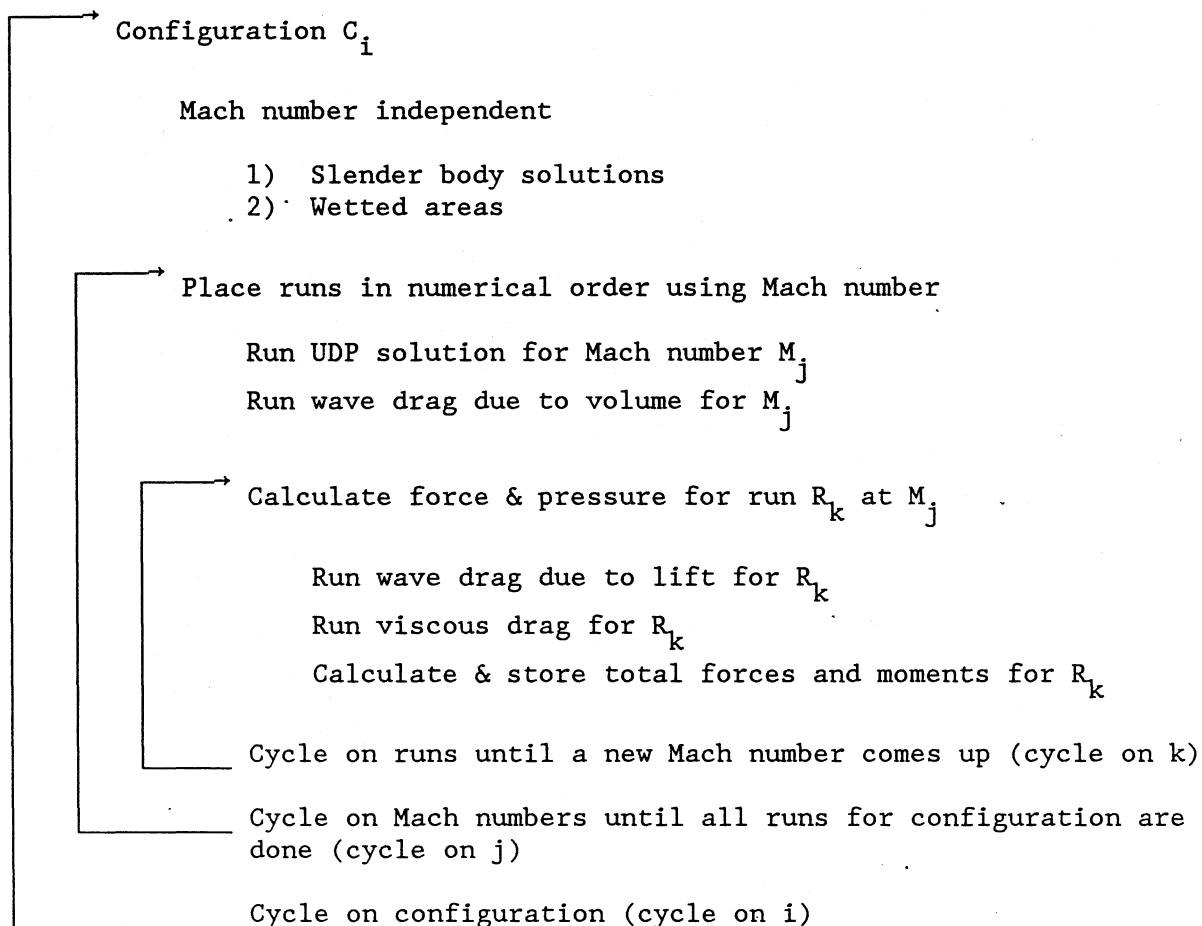 Configuration C_i
Mach number independent
1) Slender body solutions
2) Wetted areas
Place runs in numerical order using Mach number
Run UDP solution for Mach number M_j
Run wave drag due to volume for M_j
Calculate force & pressure for run R_k at M_j
Run wave drag due to lift for R_k
Run viscous drag for R_k
Calculate & store total forces and moments for R_k
Cycle on runs until a new Mach number comes up (cycle on k)
Cycle on Mach numbers until all runs for configuration are
done (cycle on j)
Cycle on configuration (cycle on i)